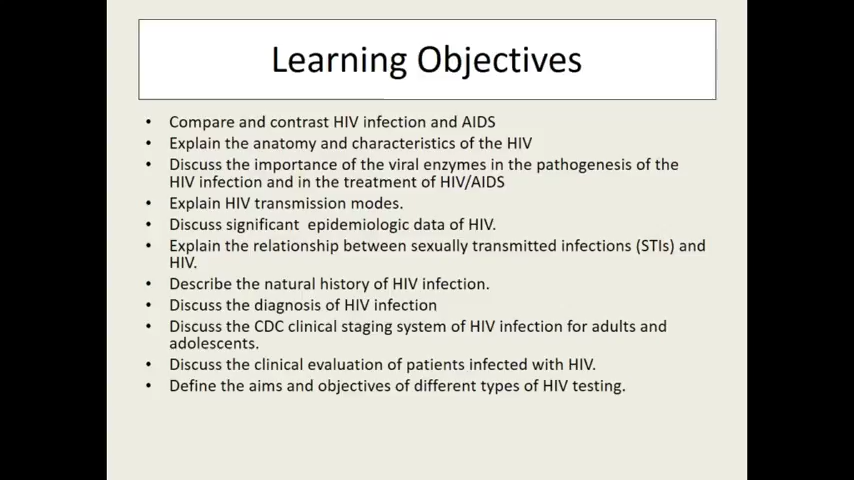 Learning Objectives
• Compare and contrast HIV infection and AIDS
• Explain the anatomy and characteristics of the HIV
• Discuss the importance of the viral enzymes in the pathogenesis of the
HIV infection and in the treatment of HIV/AIDS
• Explain HIV transmission modes.
• Discuss significant  epidemiologic data of HIV.
• Explain the relationship between sexually transmitted infections (STIs) and
HIV.
• Describe the natural history of HIV infection.
• Discuss the diagnosis of HIV infection
• Discuss the CDC clinical staging system of HIV infection for adults and
adolescents.
• Discuss the clinical evaluation of patients infected with HIV.
• Define the aims and objectives of different types of HIV testing.